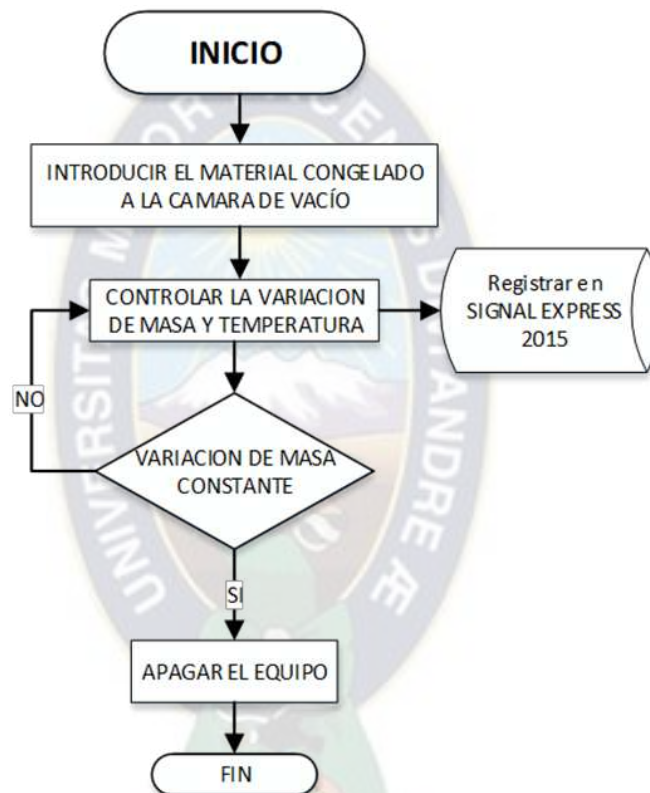 INICIO
INTRODUCIR EL MATERIAL CONGELADO
A LA CAMARA DE VACÍO
CONTROLAR LA VARIACION
DE MASA Y TEMPERATURA
Registrar en
SIGNAL EXPRESS
2015
NO
VARIACION DE MASA
CONSTANTE
SI
APAGAR EL EQUIPO
FIN